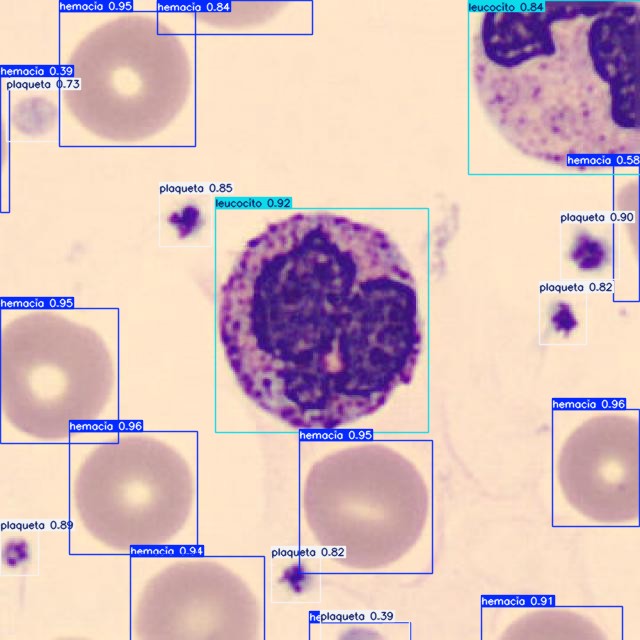 hemacia 0.95
hemacia 0.84
leucocito 0.84
hemacia 0.39
plaqueta 0.73
hemacia 0.58
plaqueta 0.85
leucocito 0.92
plaqueta 0.90
plaqueta 0.82
hemacia 0.95
hemacia 0.96
hemacia 0.96
hemacia 0.95
plaqueta 0.89
hemacia 0.94
plaqueta 0.82
hemacia 0.91
he
plaqueta 0.39